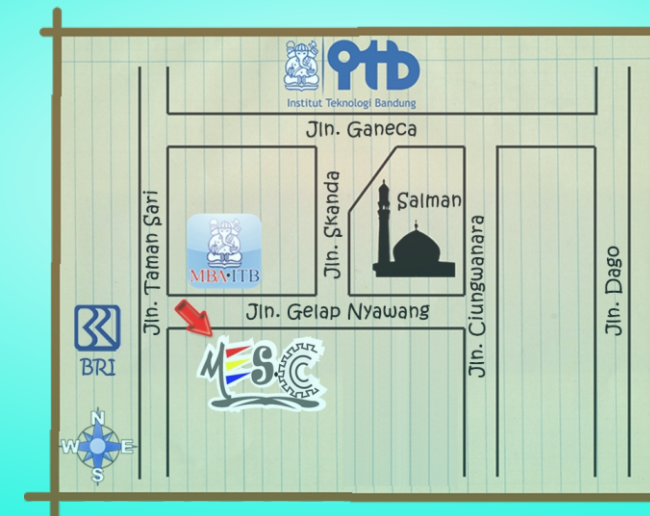 ITB
Institut Teknologi Bandung
Jln. Ganeca
Jln. Taman Sari
Jln. Skanda
Salman
MBA•ITB
Jln. Ciungwanara
Jln. Dago
Jln. Gelap Nyawang
BRI
MESC
N
W E
S